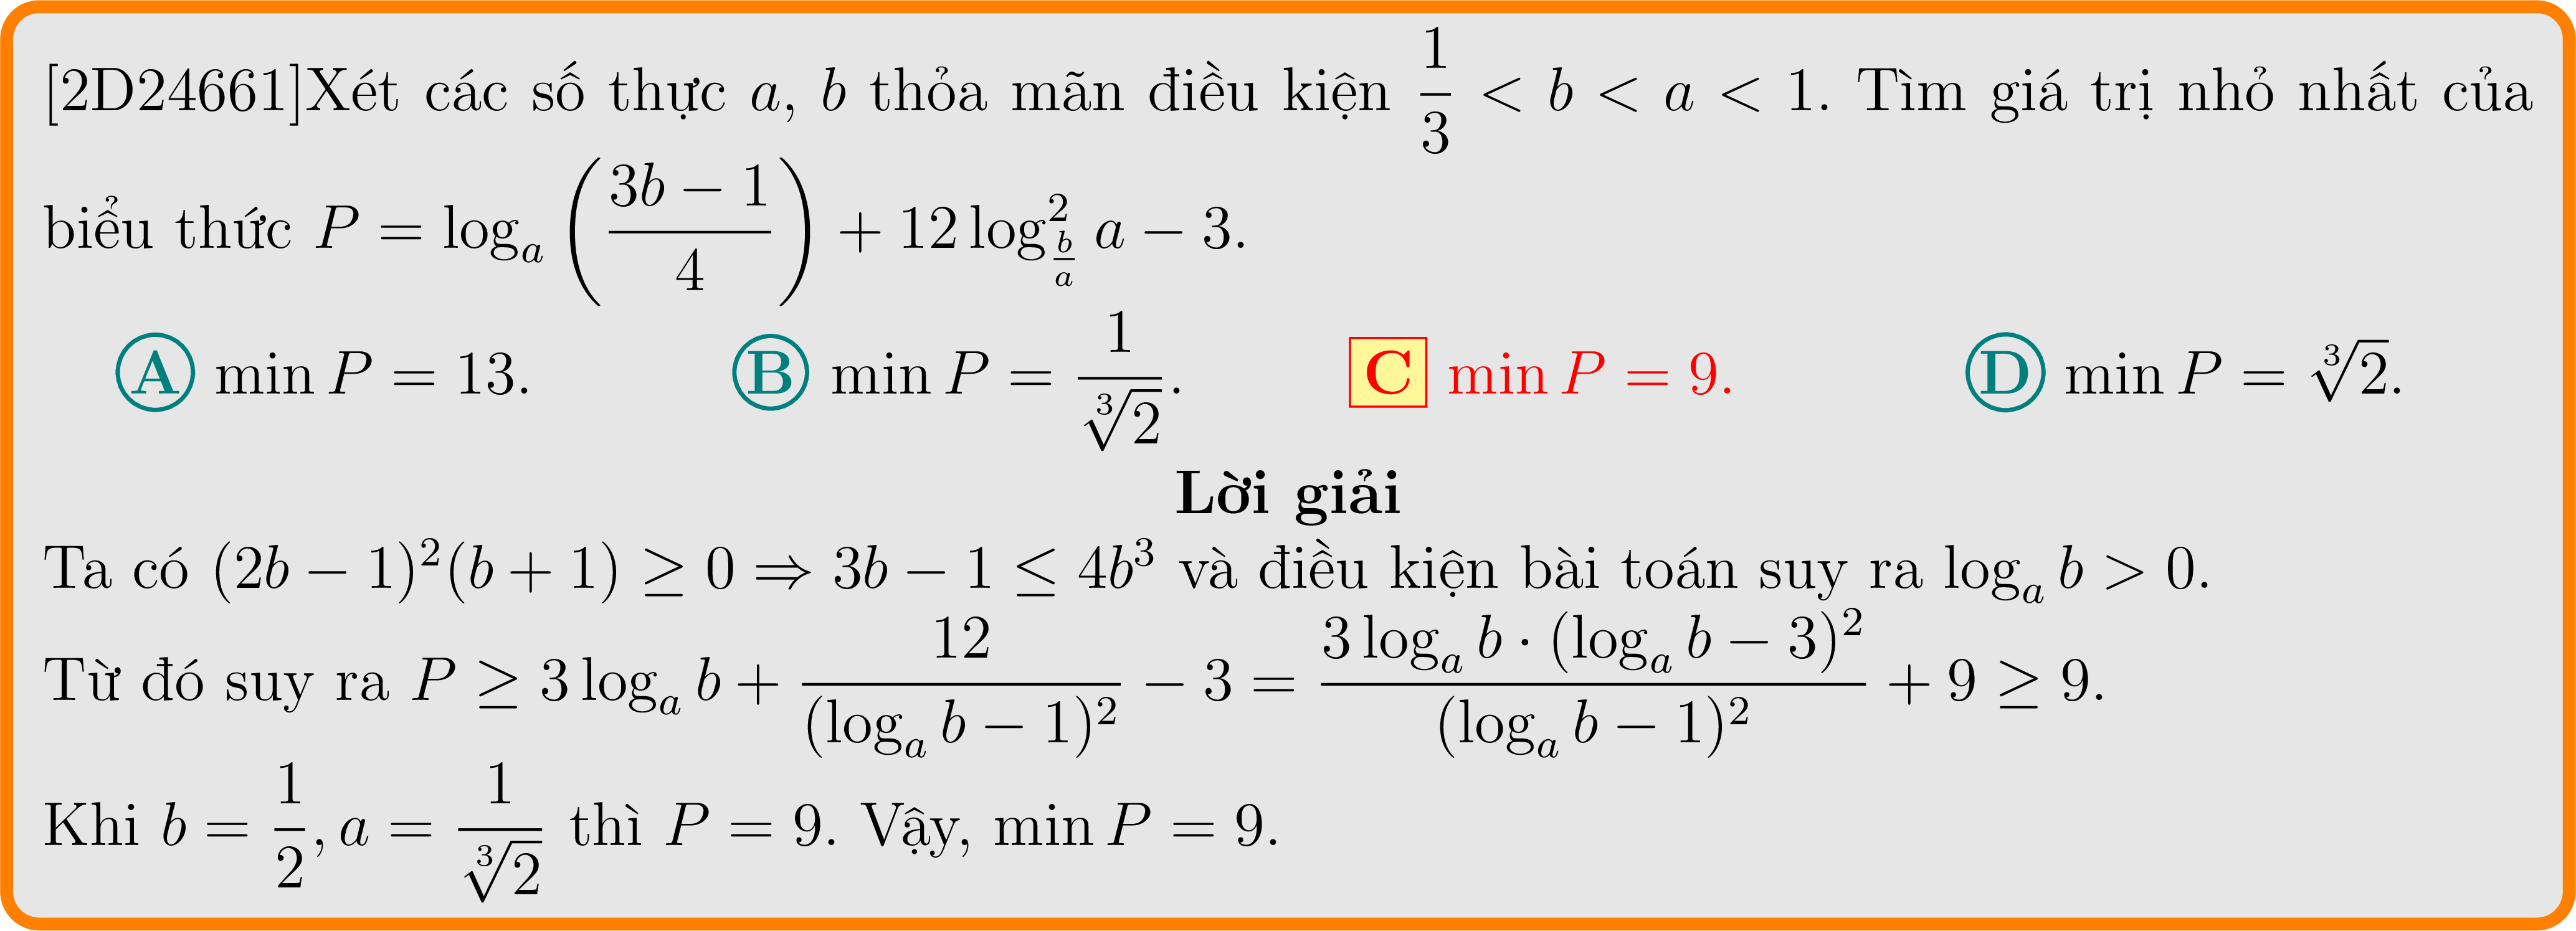 [2D24661]Xét các số thực a, b thỏa mãn điều kiện $\frac{1}{3} < b < a < 1$. Tìm giá trị nhỏ nhất của
biểu thức $P = \log_a \left(\frac{3b-1}{4}\right) + 12\log^2_{\frac{b}{a}} a - 3$.
A min P = 13. B min P = $\frac{1}{\sqrt[3]{2}}$. C min P = 9. D min P = $\sqrt[3]{2}$.
Lời giải
Ta có $(2b-1)^2(b+1) \geq 0 \Rightarrow 3b-1 \leq 4b^3$ và điều kiện bài toán suy ra $\log_a b > 0$.
Từ đó suy ra $P \geq 3\log_a b + \frac{12}{(\log_a b - 1)^2} - 3 = \frac{3\log_a b \cdot (\log_a b - 3)^2}{(\log_a b - 1)^2} + 9 \geq 9$.
Khi $b = \frac{1}{2}, a = \frac{1}{\sqrt[3]{2}}$ thì $P = 9$. Vậy, min P = 9.